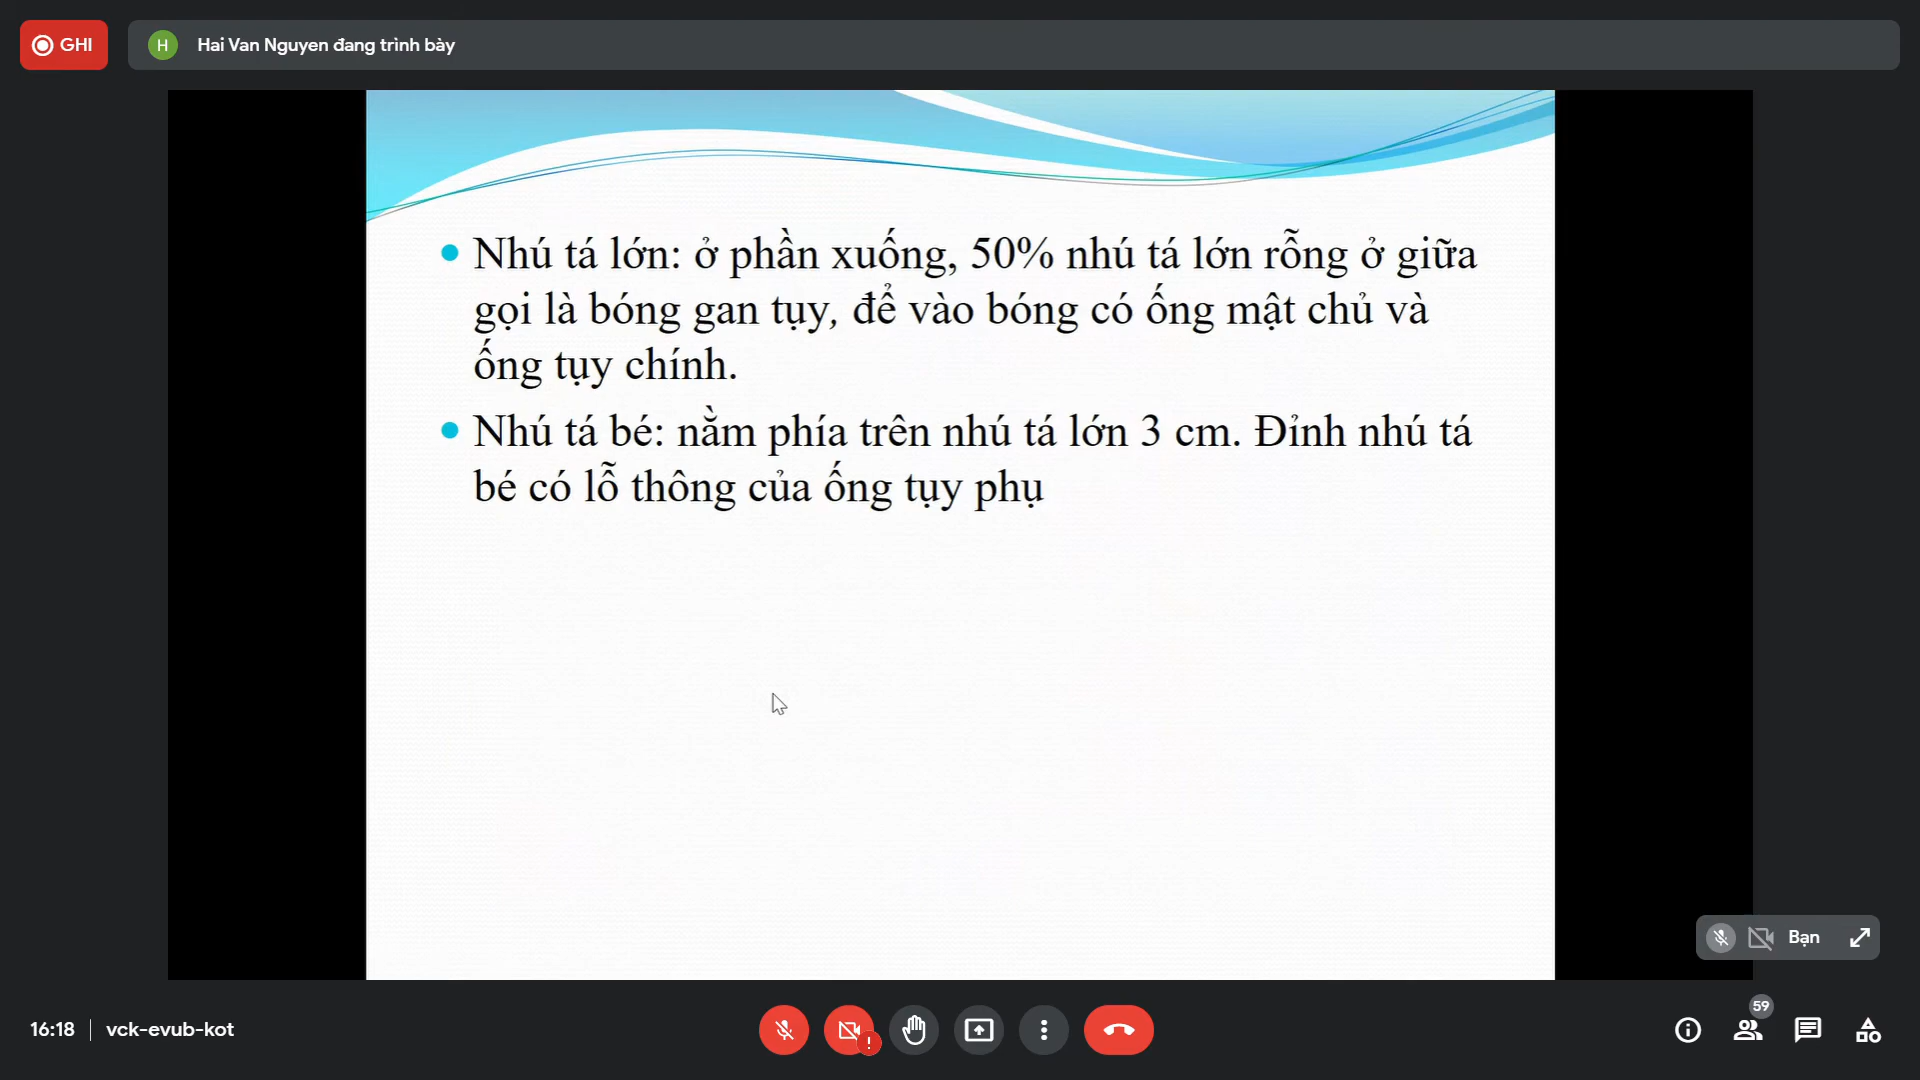 GHI
H
Hai Van Nguyen đang trình bày
Nhú tá lớn: ở phần xuống, 50% nhú tá lớn rỗng ở giữa
gọi là bóng gan tụy, để vào bóng có ống mật chủ và
ống tụy chính.
Nhú tá bé: nằm phía trên nhú tá lớn 3 cm. Đỉnh nhú tá
bé có lỗ thông của ống tụy phụ
Bạn
59
16:18 | vck-evub-kot